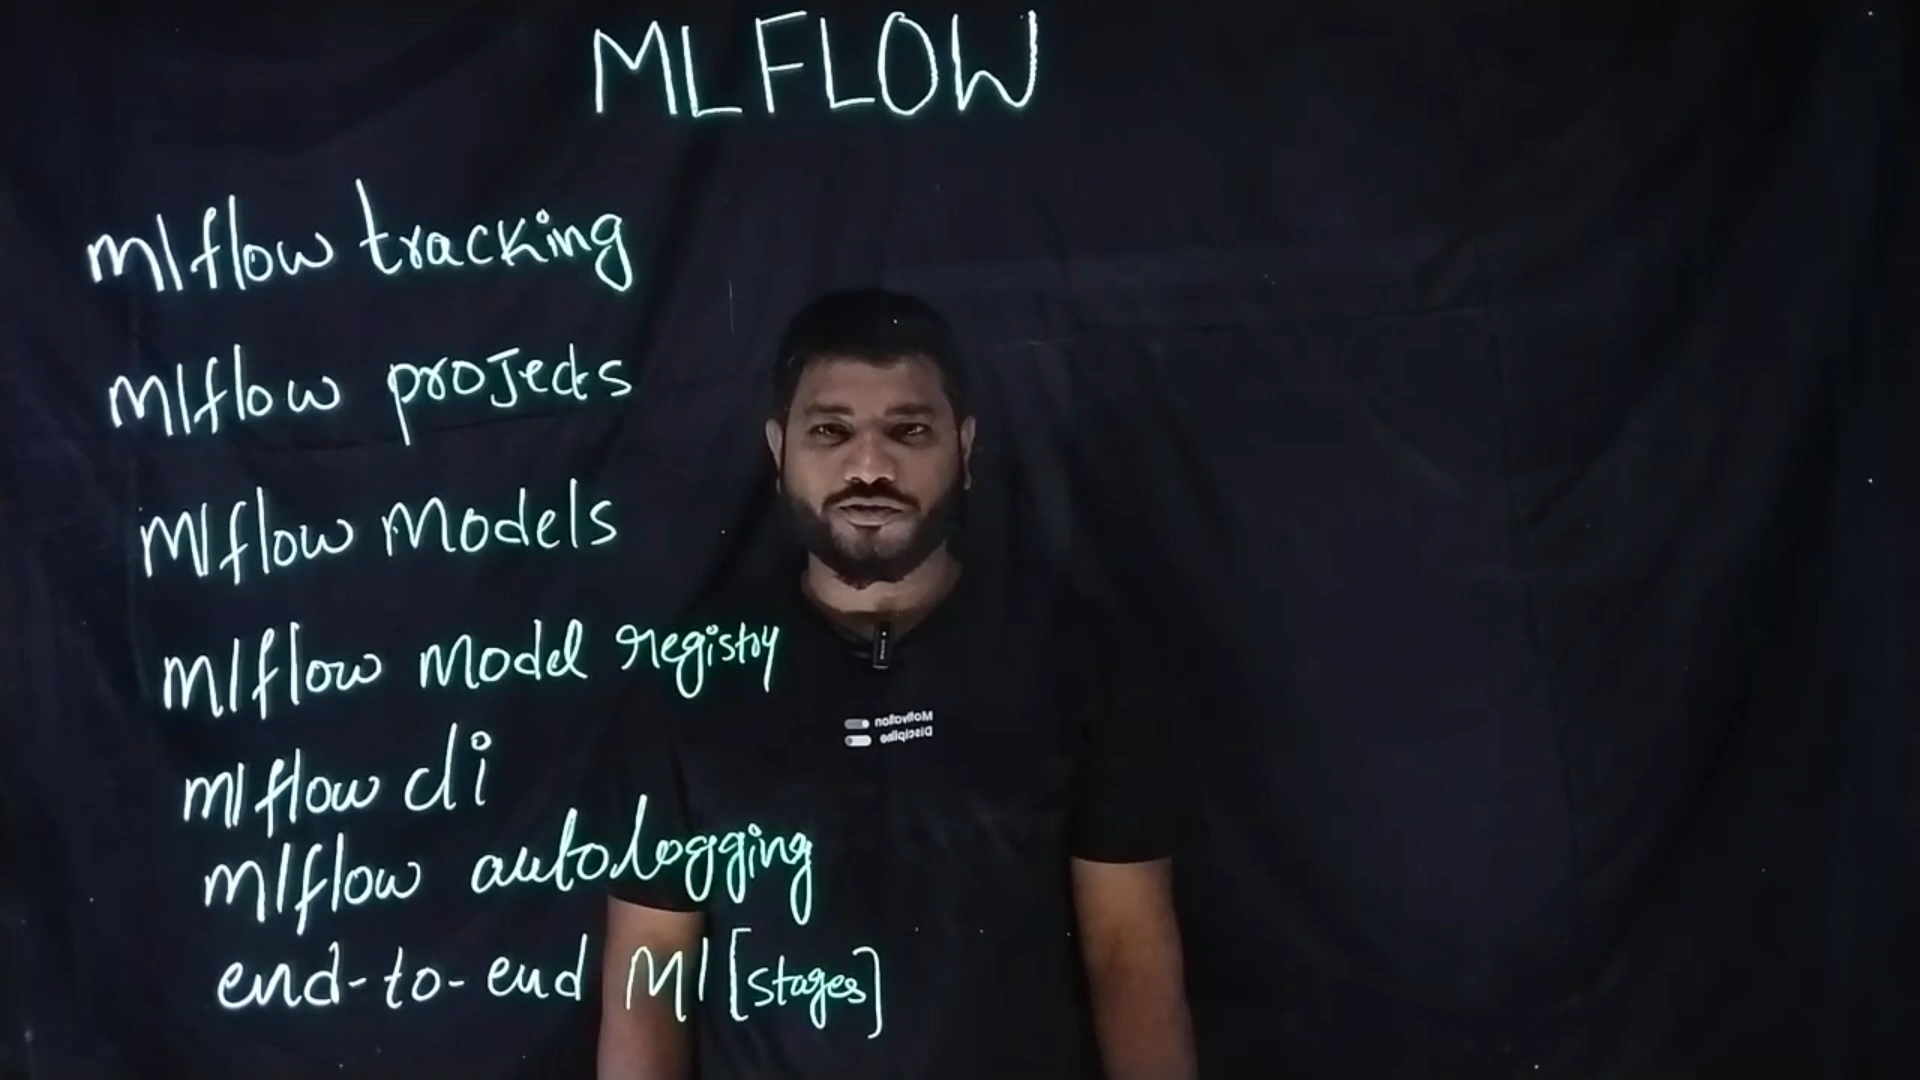 MLFLOW
mlflow tracking
mlflow projects
mlflow models
mlflow model registry
mlflow cli
mlflow autologging
end-to-end Ml [stages]
Motivation
Discipline